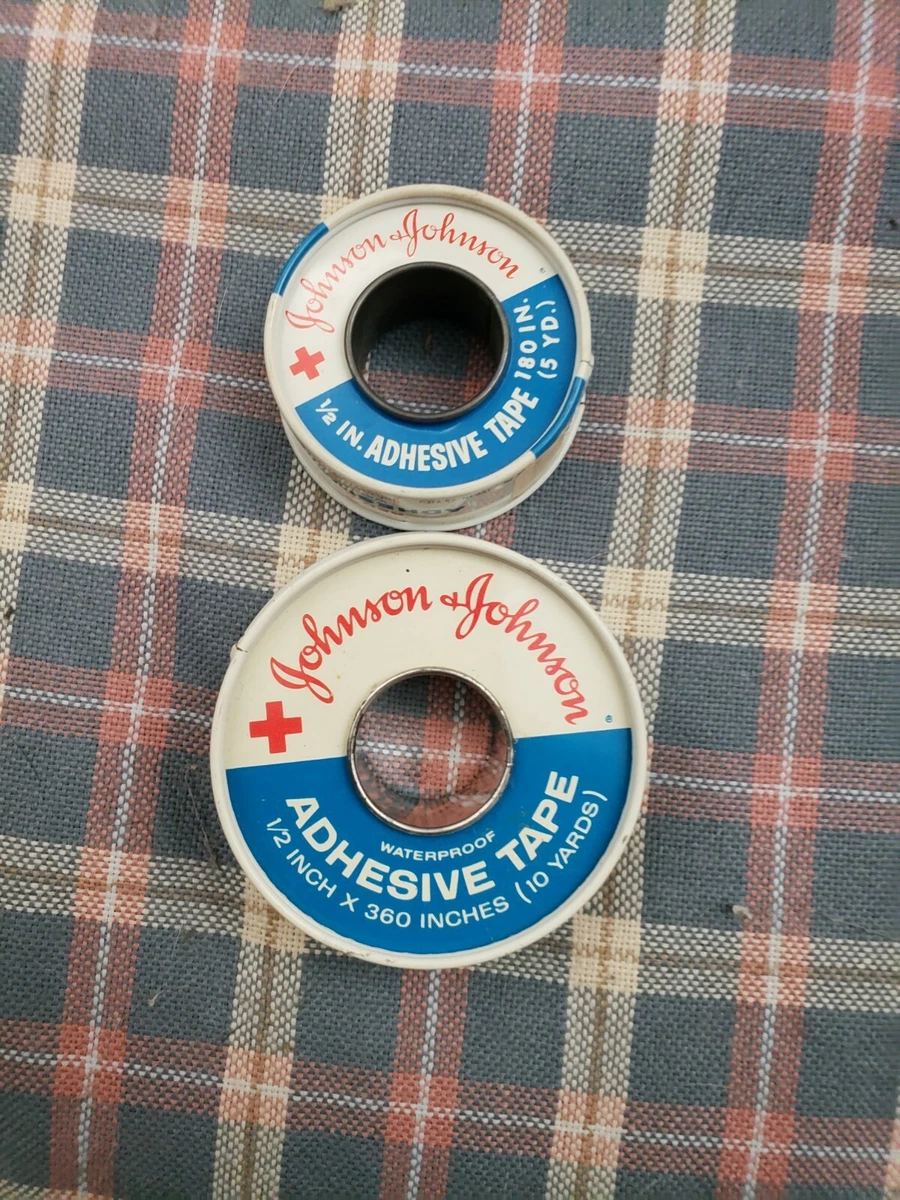 Johnson & Johnson
®
1/2 IN. ADHESIVE TAPE 180 IN.
(5 YD.)
Johnson & Johnson
®
WATERPROOF
ADHESIVE TAPE
1/2 INCH X 360 INCHES (10 YARDS)